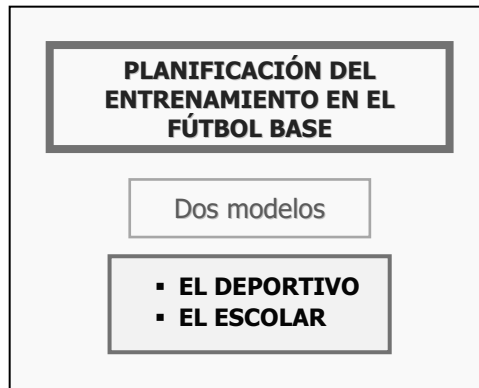 PLANIFICACIÓN DEL
ENTRENAMIENTO EN EL
FÚTBOL BASE
Dos modelos
▪ EL DEPORTIVO
▪ EL ESCOLAR